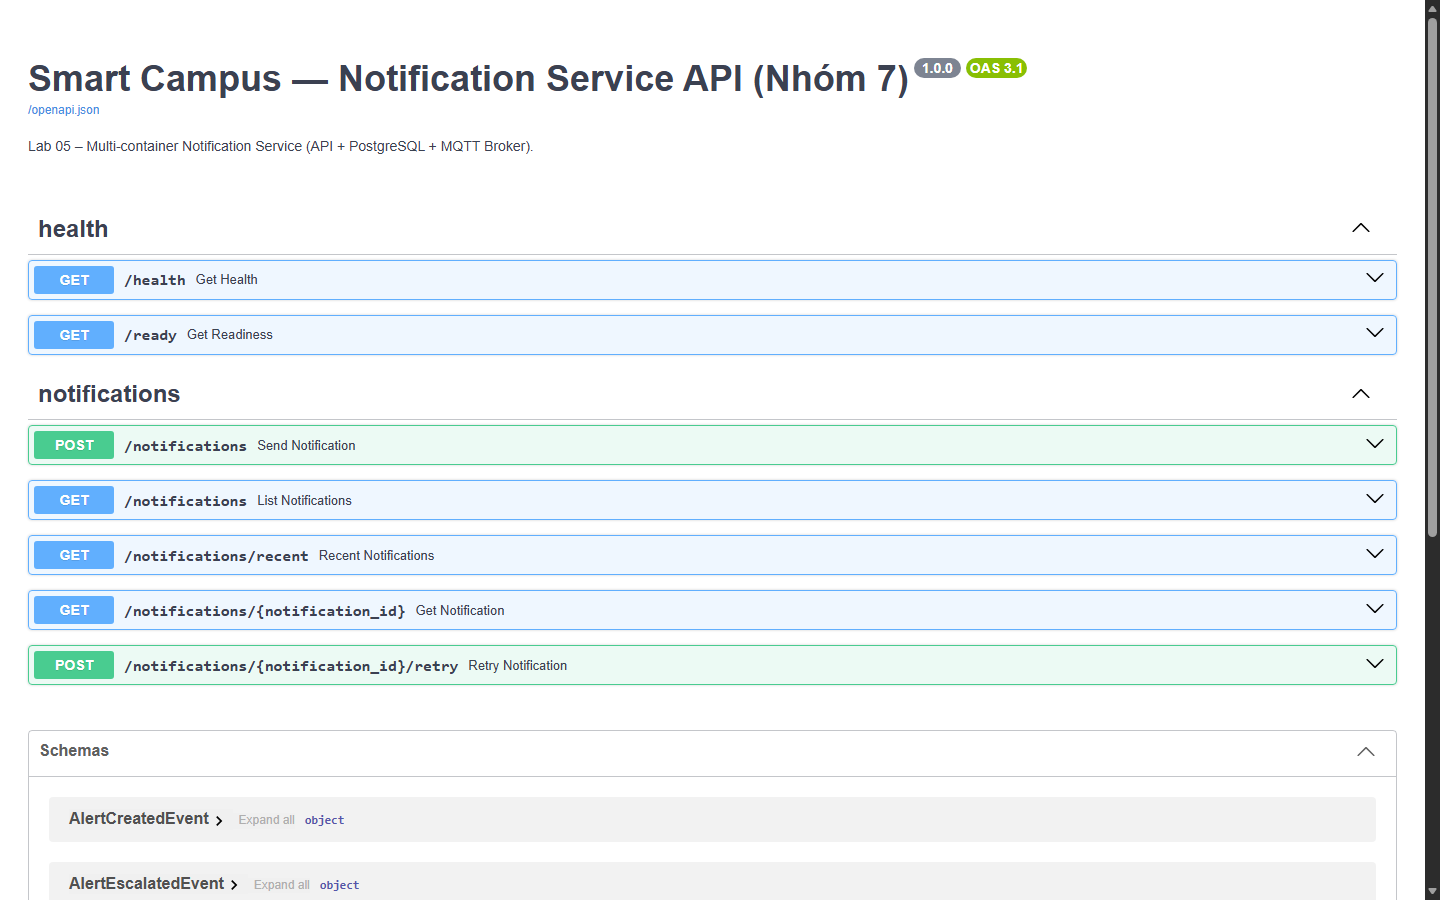 Smart Campus — Notification Service API (Nhóm 7) 1.0.0 OAS 3.1
/openapi.json
Lab 05 – Multi-container Notification Service (API + PostgreSQL + MQTT Broker).
health
GET /health Get Health
GET /ready Get Readiness
notifications
POST /notifications Send Notification
GET /notifications List Notifications
GET /notifications/recent Recent Notifications
GET /notifications/{notification_id} Get Notification
POST /notifications/{notification_id}/retry Retry Notification
Schemas
AlertCreatedEvent Expand all object
AlertEscalatedEvent Expand all object